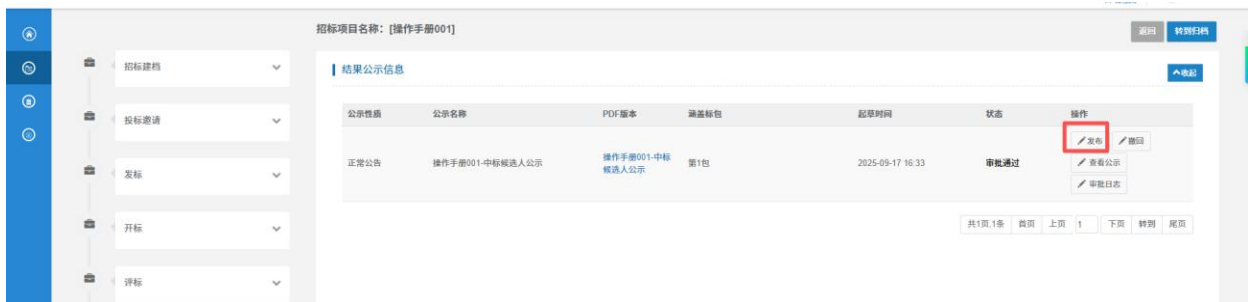 招标项目名称：[操作手册001]
返回 转到归档
招标建档
投标邀请
发标
开标
评标
结果公示信息
收起
公示性质 公示名称 PDF版本 涵盖标包 起草时间 状态 操作
正常公告 操作手册001-中标候选人公示 操作手册001-中标 第1包 2025-09-17 16:33 审批通过 发布 撤回
候选人公示
查看公示
审批日志
共1页,1条 首页 上页 1 下页 转到 尾页